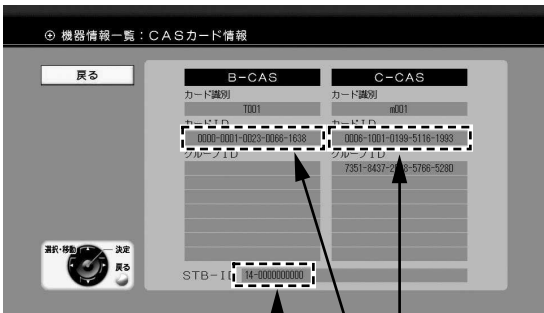 ⊕ 機器情報一覧：ＣＡＳカード情報
戻る
B-CAS
C-CAS
カード識別
カード識別
T001
m001
カードＩＤ
カードＩＤ
0000-0001-0023-0066-1638
0006-1001-0199-5116-1993
グループＩＤ
グループＩＤ
選択・移動
決定
戻る
STB-ID
14-0000000000